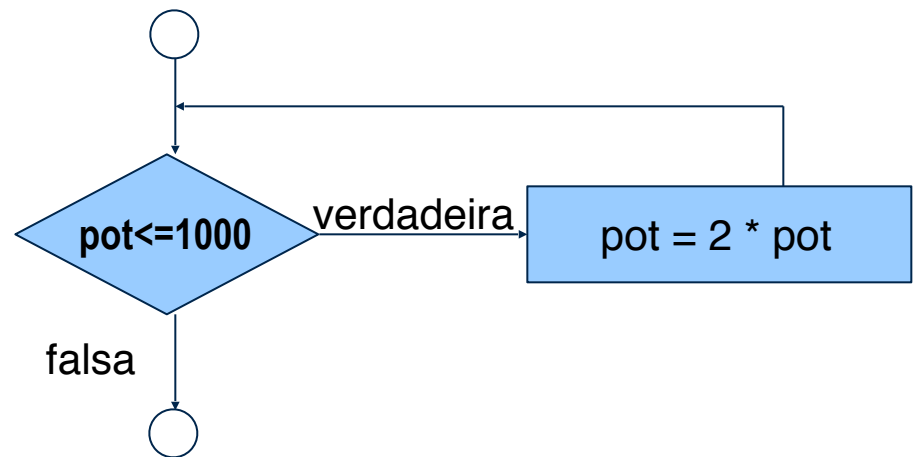 pot<=1000
verdadeira
pot = 2 * pot
falsa